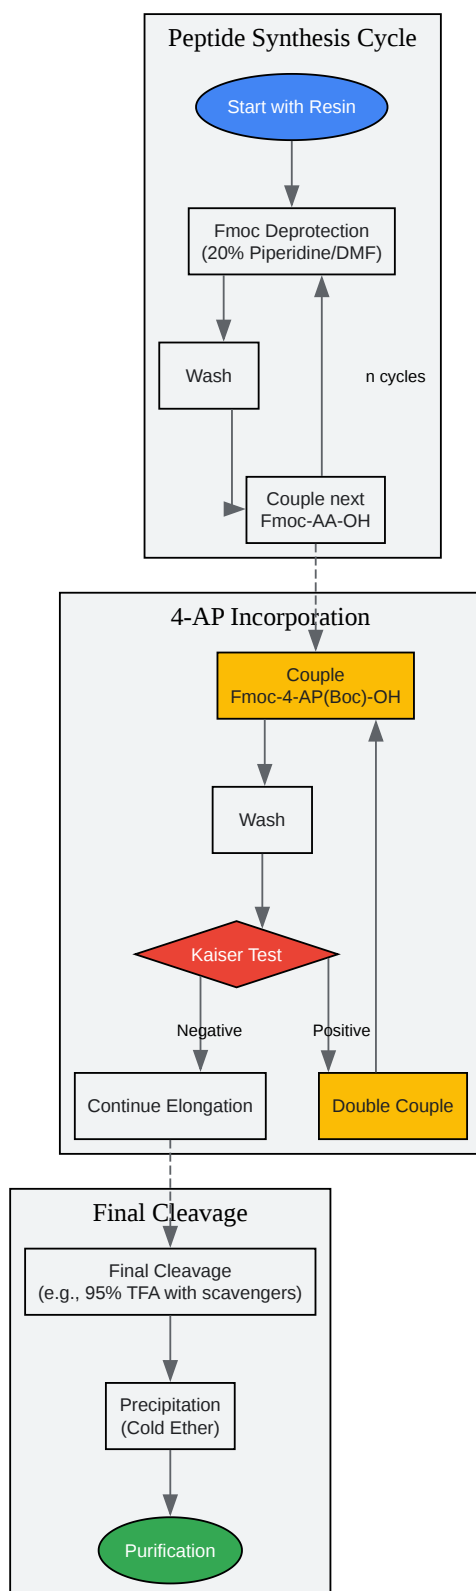 Peptide Synthesis Cycle
Start with Resin
Fmoc Deprotection
(20% Piperidine/DMF)
Wash
n cycles
Couple next
Fmoc-AA-OH
4-AP Incorporation
Couple
Fmoc-4-AP(Boc)-OH
Wash
Kaiser Test
Negative
Positive
Continue Elongation
Double Couple
Final Cleavage
Final Cleavage
(e.g., 95% TFA with scavengers)
Precipitation
(Cold Ether)
Purification